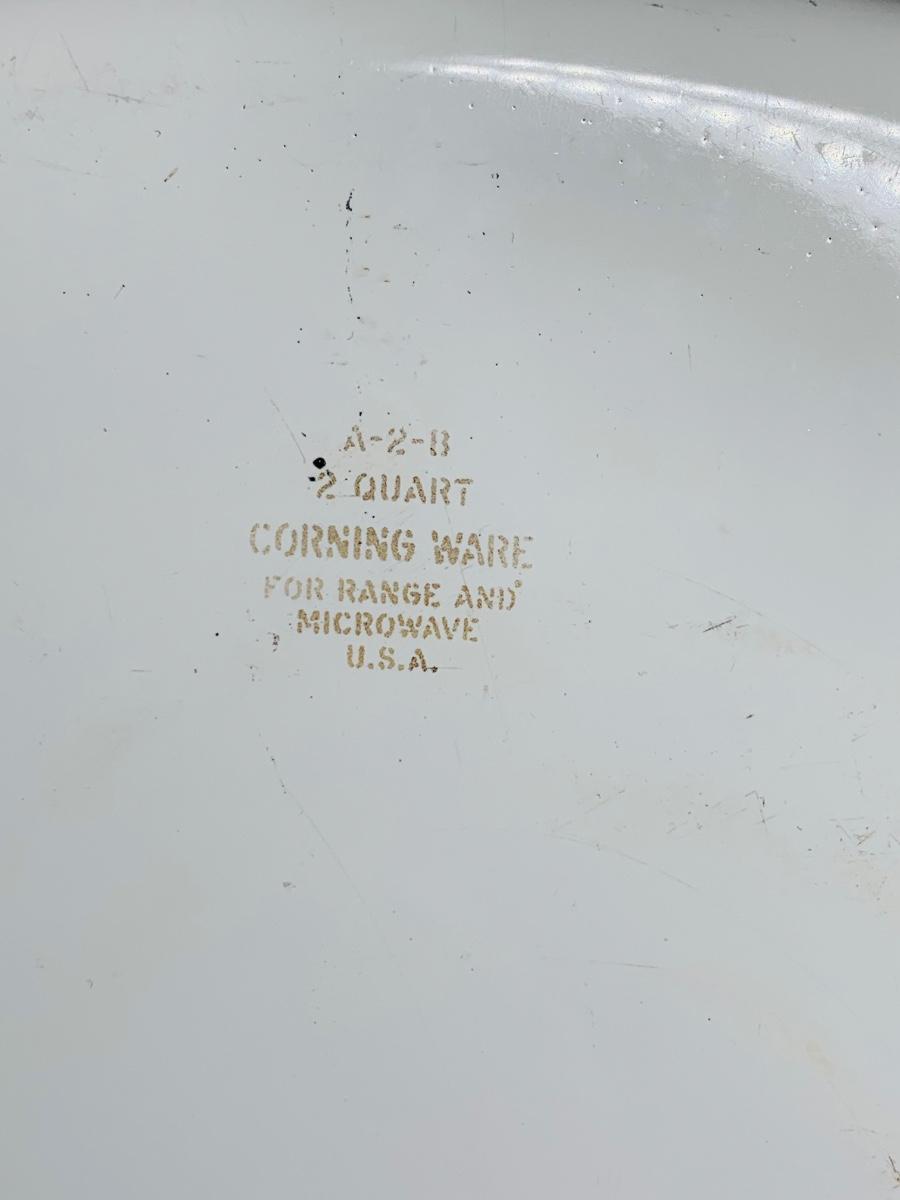 A-2-B
2 QUART
CORNING WARE
FOR RANGE AND
MICROWAVE
U.S.A.